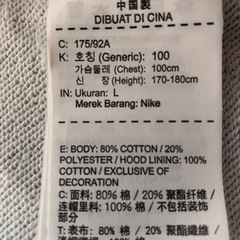 中国製
DIBUAT DI CINA
C: 175/92A
K: 호칭 (Generic): 100
가슴둘레 (Chest): 100cm
신 장 (Height): 170-180cm
IN: Ukuran: L
Merek Barang: Nike
E: BODY: 80% COTTON / 20%
POLYESTER / HOOD LINING: 100%
COTTON / EXCLUSIVE OF
DECORATION
C: 面料: 80% 棉 / 20% 聚酯纤维 /
连帽里料: 100% 棉 / 不包括装饰
部分
T: 表布: 80% 棉 / 20% 聚酯纖維 /
100% 棉